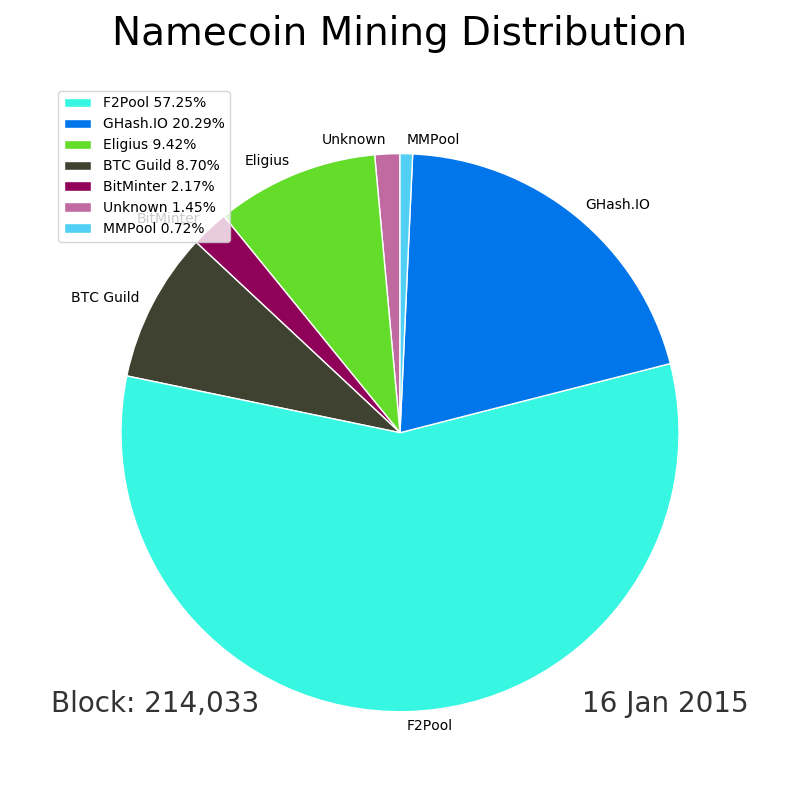 Namecoin Mining Distribution
F2Pool 57.25%
GHash.IO 20.29%
Eligius 9.42%
BTC Guild 8.70%
BitMinter 2.17%
Unknown 1.45%
MMPool 0.72%
Unknown
MMPool
Eligius
GHash.IO
BitMinter
BTC Guild
Block: 214,033
16 Jan 2015
F2Pool